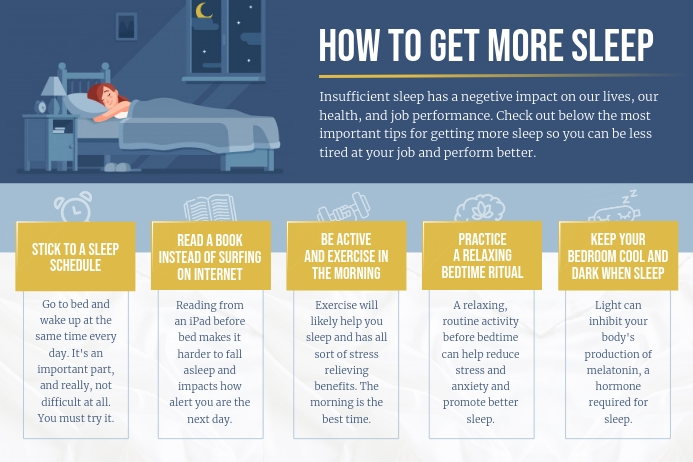 HOW TO GET MORE SLEEP
Insufficient sleep has a negetive impact on our lives, our
health, and job performance. Check out below the most
important tips for getting more sleep so you can be less
tired at your job and perform better.
STICK TO A SLEEP
SCHEDULE
Go to bed and
wake up at the
same time every
day. It's an
important part,
and really, not
difficult at all.
You must try it.
READ A BOOK
INSTEAD OF SURFING
ON INTERNET
Reading from
an iPad before
bed makes it
harder to fall
asleep and
impacts how
alert you are the
next day.
BE ACTIVE
AND EXERCISE IN
THE MORNING
Exercise will
likely help you
sleep and has all
sort of stress
relieving
benefits. The
morning is the
best time.
PRACTICE
A RELAXING
BEDTIME RITUAL
A relaxing,
routine activity
before bedtime
can help reduce
stress and
anxiety and
promote better
sleep.
zzz
KEEP YOUR
BEDROOM COOL AND
DARK WHEN SLEEP
Light can
inhibit your
body's
production of
melatonin, a
hormone
required for
sleep.